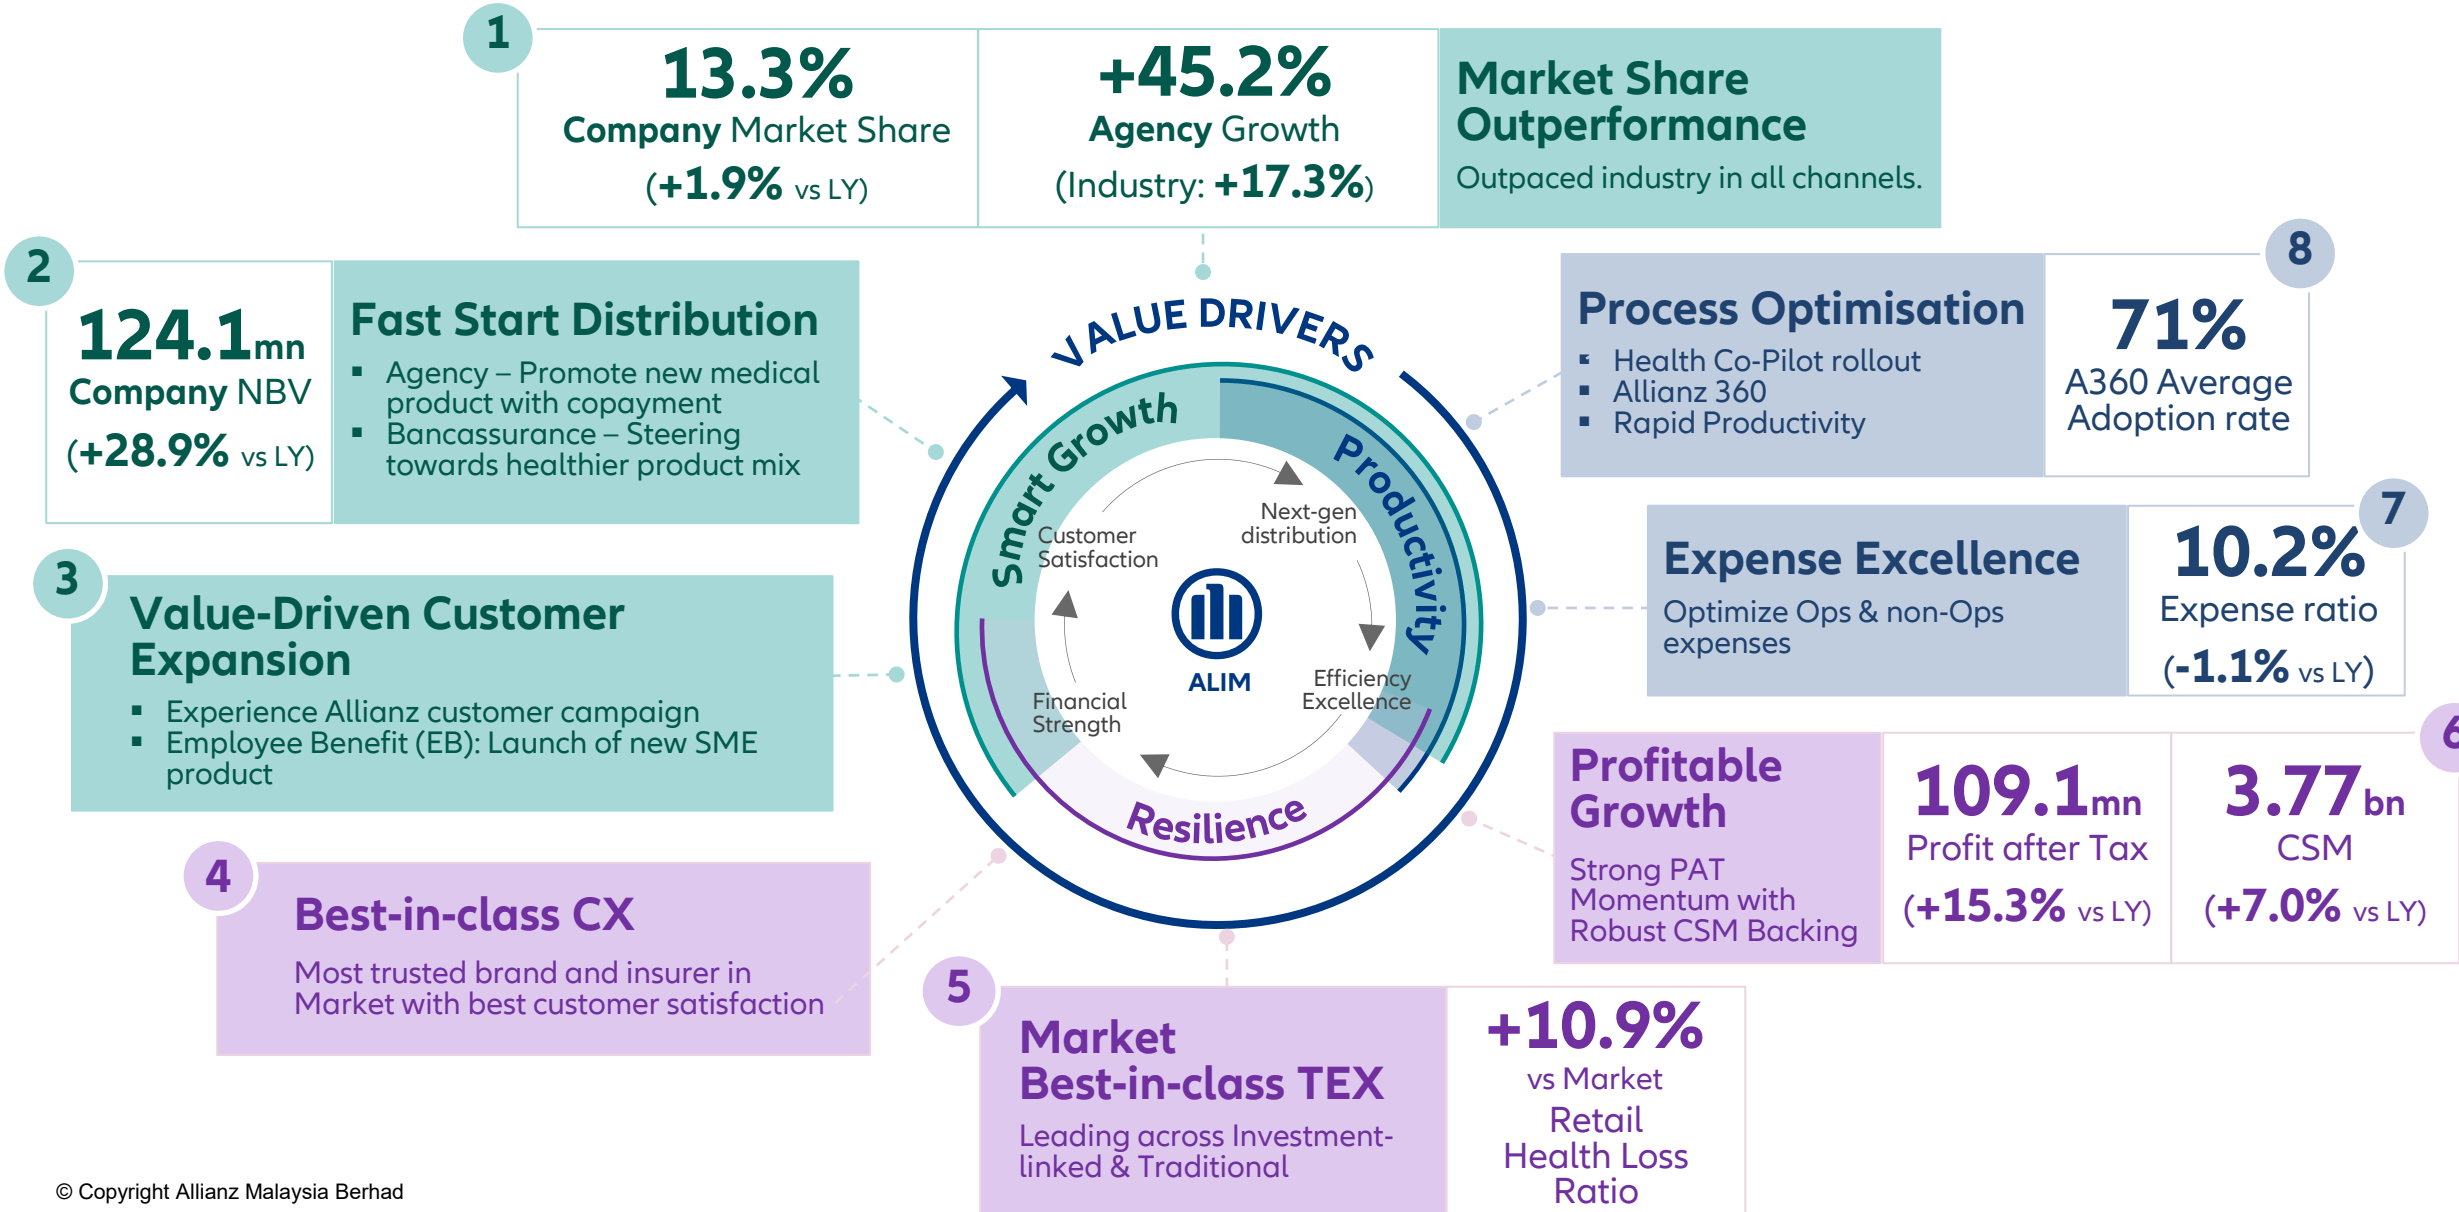 1
13.3%
Company Market Share
(+1.9% vs LY)
+45.2%
Agency Growth
(Industry: +17.3%)
Market Share
Outperformance
Outpaced industry in all channels.
2
124.1mn
Company NBV
(+28.9% vs LY)
Fast Start Distribution
▪ Agency – Promote new medical
product with copayment
▪ Bancassurance – Steering
towards healthier product mix
3
Value-Driven Customer
Expansion
▪ Experience Allianz customer campaign
▪ Employee Benefit (EB): Launch of new SME
product
4
Best-in-class CX
Most trusted brand and insurer in
Market with best customer satisfaction
5
Market
Best-in-class TEX
Leading across Investment-
linked & Traditional
+10.9%
vs Market
Retail
Health Loss
Ratio
6
Profitable
Growth
Strong PAT
Momentum with
Robust CSM Backing
109.1mn
Profit after Tax
(+15.3% vs LY)
3.77bn
CSM
(+7.0% vs LY)
7
Expense Excellence
Optimize Ops & non-Ops
expenses
10.2%
Expense ratio
(-1.1% vs LY)
8
Process Optimisation
▪ Health Co-Pilot rollout
▪ Allianz 360
▪ Rapid Productivity
71%
A360 Average
Adoption rate
VALUE DRIVERS
Smart Growth
Productivity
Resilience
Customer
Satisfaction
Next-gen
distribution
Efficiency
Excellence
Financial
Strength
ALIM
© Copyright Allianz Malaysia Berhad